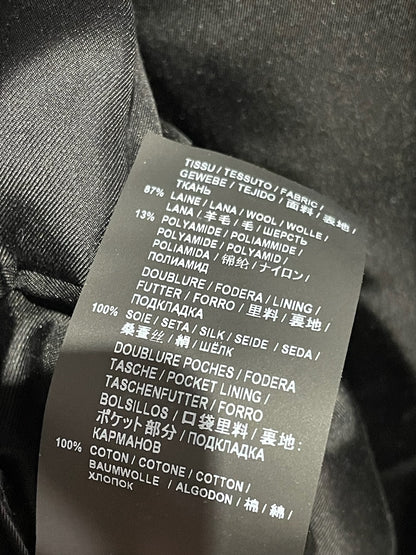 TISSU / TESSUTO / FABRIC /
GEWEBE / TEJIDO / 面料 / 裏地 /
ТКАНЬ
87% LAINE / LANA / WOOL / WOLLE /
LANA / 羊毛 / 毛 / ШЕРСТЬ
13% POLYAMIDE / POLIAMMIDE /
POLYAMIDE / POLYAMID /
POLIAMIDA / 锦纶 / ナイロン /
ПОЛИАМИД
DOUBLURE / FODERA / LINING /
FUTTER / FORRO / 里料 / 裏地 /
ПОДКЛАДКА
100% SOIE / SETA / SILK / SEIDE / SEDA /
桑蚕丝 / 絹 / ШЁЛК
DOUBLURE POCHES / FODERA
TASCHE / POCKET LINING /
TASCHENFUTTER / FORRO
BOLSILLOS / 口袋里料 / 裏地:
ポケット部分 / ПОДКЛАДКА
КАРМАНОВ
100% COTON / COTONE / COTTON /
BAUMWOLLE / ALGODON / 棉 / 綿 /
ХЛОПОК